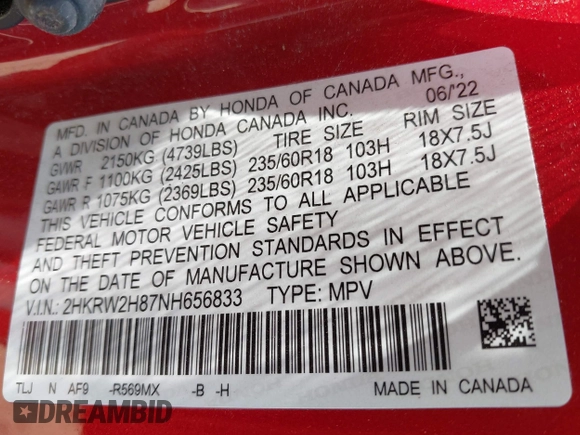 MFD. IN CANADA BY HONDA OF CANADA MFG.,
A DIVISION OF HONDA CANADA INC. 06/'22
GVWR 2150KG (4739LBS) TIRE SIZE RIM SIZE
GAWR F 1100KG (2425LBS) 235/60R18 103H 18X7.5J
GAWR R 1075KG (2369LBS) 235/60R18 103H 18X7.5J
THIS VEHICLE CONFORMS TO ALL APPLICABLE
FEDERAL MOTOR VEHICLE SAFETY
AND THEFT PREVENTION STANDARDS IN EFFECT
ON THE DATE OF MANUFACTURE SHOWN ABOVE.
V.I.N.: 2HKRW2H87NH656833 TYPE: MPV
TLJ N AF9 -R569MX -B -H MADE IN CANADA
DREAMBID